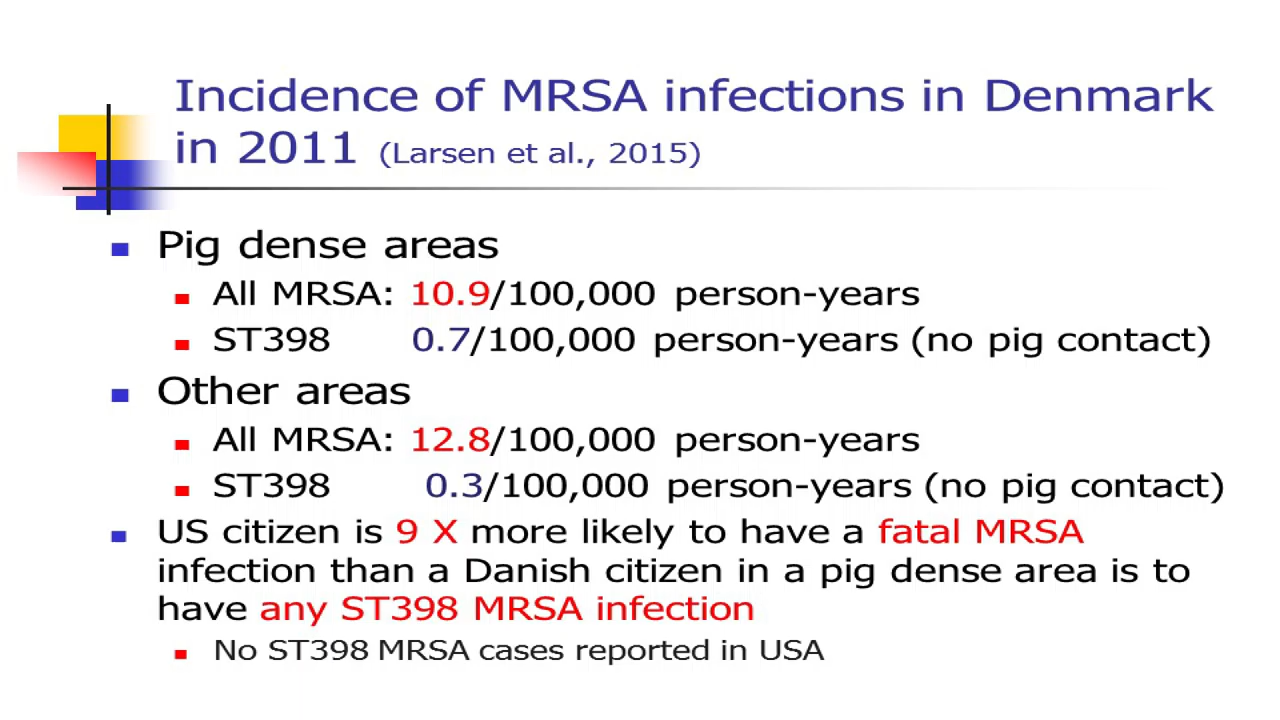 Incidence of MRSA infections in Denmark
in 2011 (Larsen et al., 2015)
Pig dense areas
All MRSA: 10.9/100,000 person-years
ST398 0.7/100,000 person-years (no pig contact)
Other areas
All MRSA: 12.8/100,000 person-years
ST398 0.3/100,000 person-years (no pig contact)
US citizen is 9 X more likely to have a fatal MRSA
infection than a Danish citizen in a pig dense area is to
have any ST398 MRSA infection
No ST398 MRSA cases reported in USA